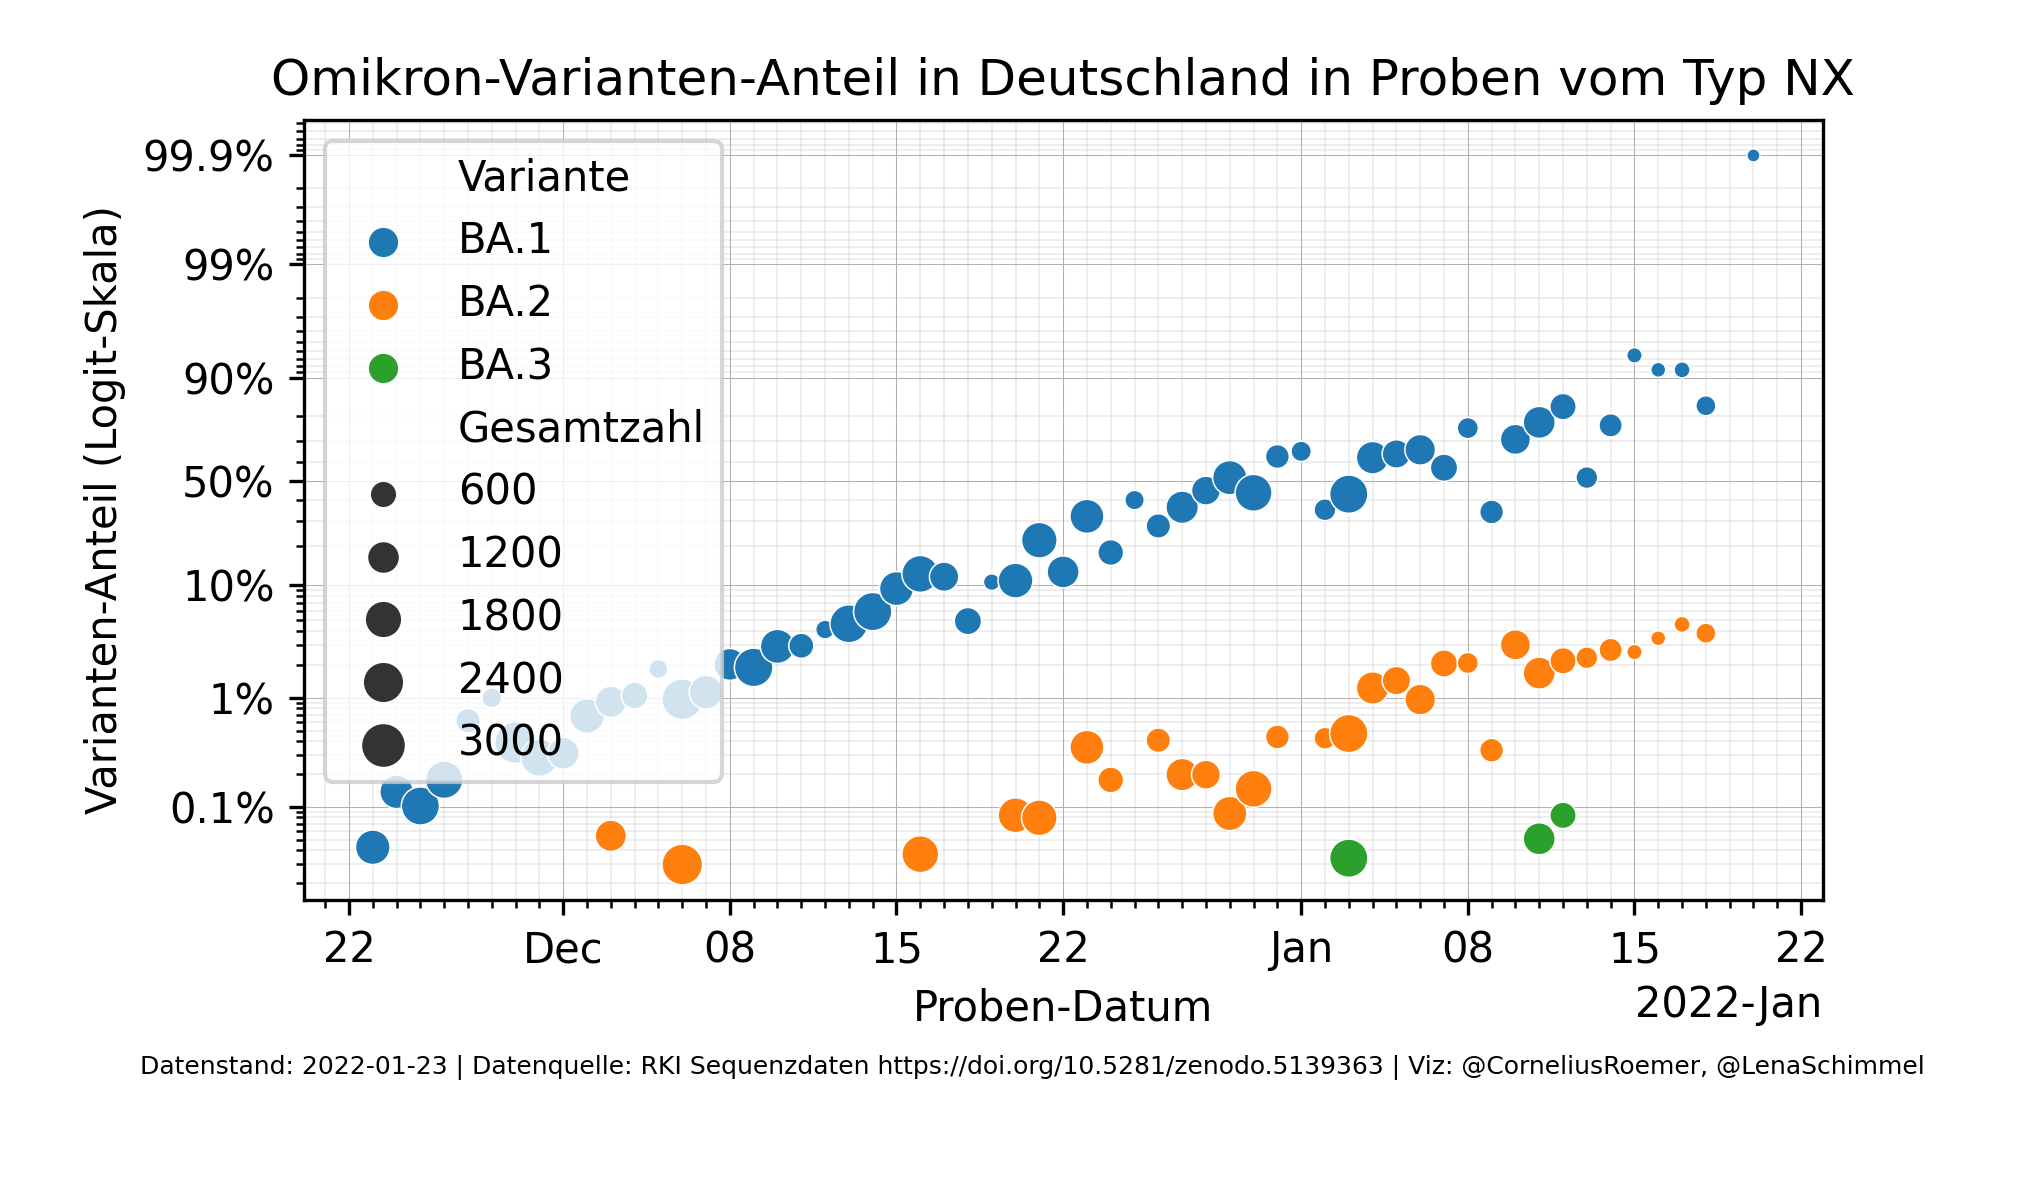 Omikron-Varianten-Anteil in Deutschland in Proben vom Typ NX
Varianten-Anteil (Logit-Skala)
99.9%
99%
90%
50%
10%
1%
0.1%
Variante
BA.1
BA.2
BA.3
Gesamtzahl
600
1200
1800
2400
3000
22 Dec 08 15 22 Jan 08 15 22
2022-Jan
Proben-Datum
Datenstand: 2022-01-23 | Datenquelle: RKI Sequenzdaten https://doi.org/10.5281/zenodo.5139363 | Viz: @CorneliusRoemer, @LenaSchimmel